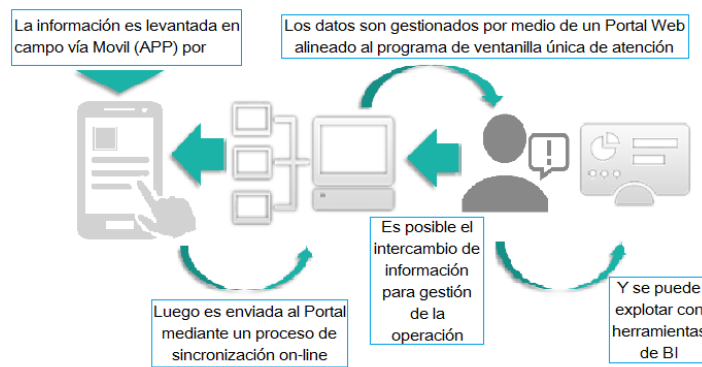 La información es levantada en
campo vía Movil (APP) por
Los datos son gestionados por medio de un Portal Web
alineado al programa de ventanilla única de atención
Es posible el
intercambio de
información
para gestión
de la
operación
Luego es enviada al Portal
mediante un proceso de
sincronización on-line
Y se puede
explotar con
herramientas
de BI